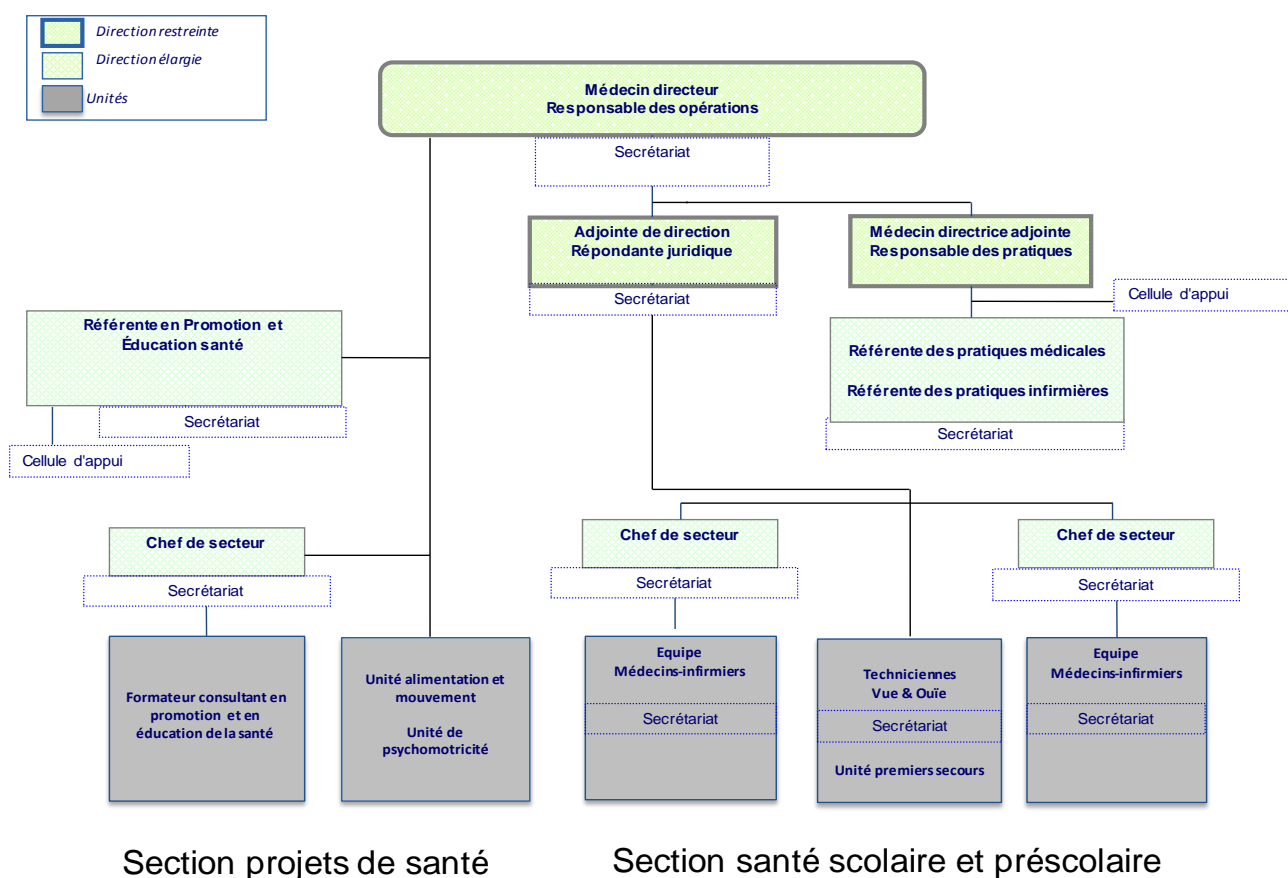 Direction restreinte
Direction élargie
Unités
Médecin directeur
Responsable des opérations
Secrétariat
Adjointe de direction
Répondante juridique
Secrétariat
Médecin directrice adjointe
Responsable des pratiques
Cellule d'appui
Référente en Promotion et
Éducation santé
Secrétariat
Cellule d'appui
Référente des pratiques médicales
Référente des pratiques infirmières
Secrétariat
Chef de secteur
Secrétariat
Chef de secteur
Secrétariat
Chef de secteur
Secrétariat
Formateur consultant en
promotion et en
éducation de la santé
Unité alimentation et
mouvement
Unité de
psychomotricité
Equipe
Médecins-infirmiers
Secrétariat
Techniciennes
Vue & Ouïe
Secrétariat
Unité premiers secours
Equipe
Médecins-infirmiers
Secrétariat
Section projets de santé
Section santé scolaire et préscolaire